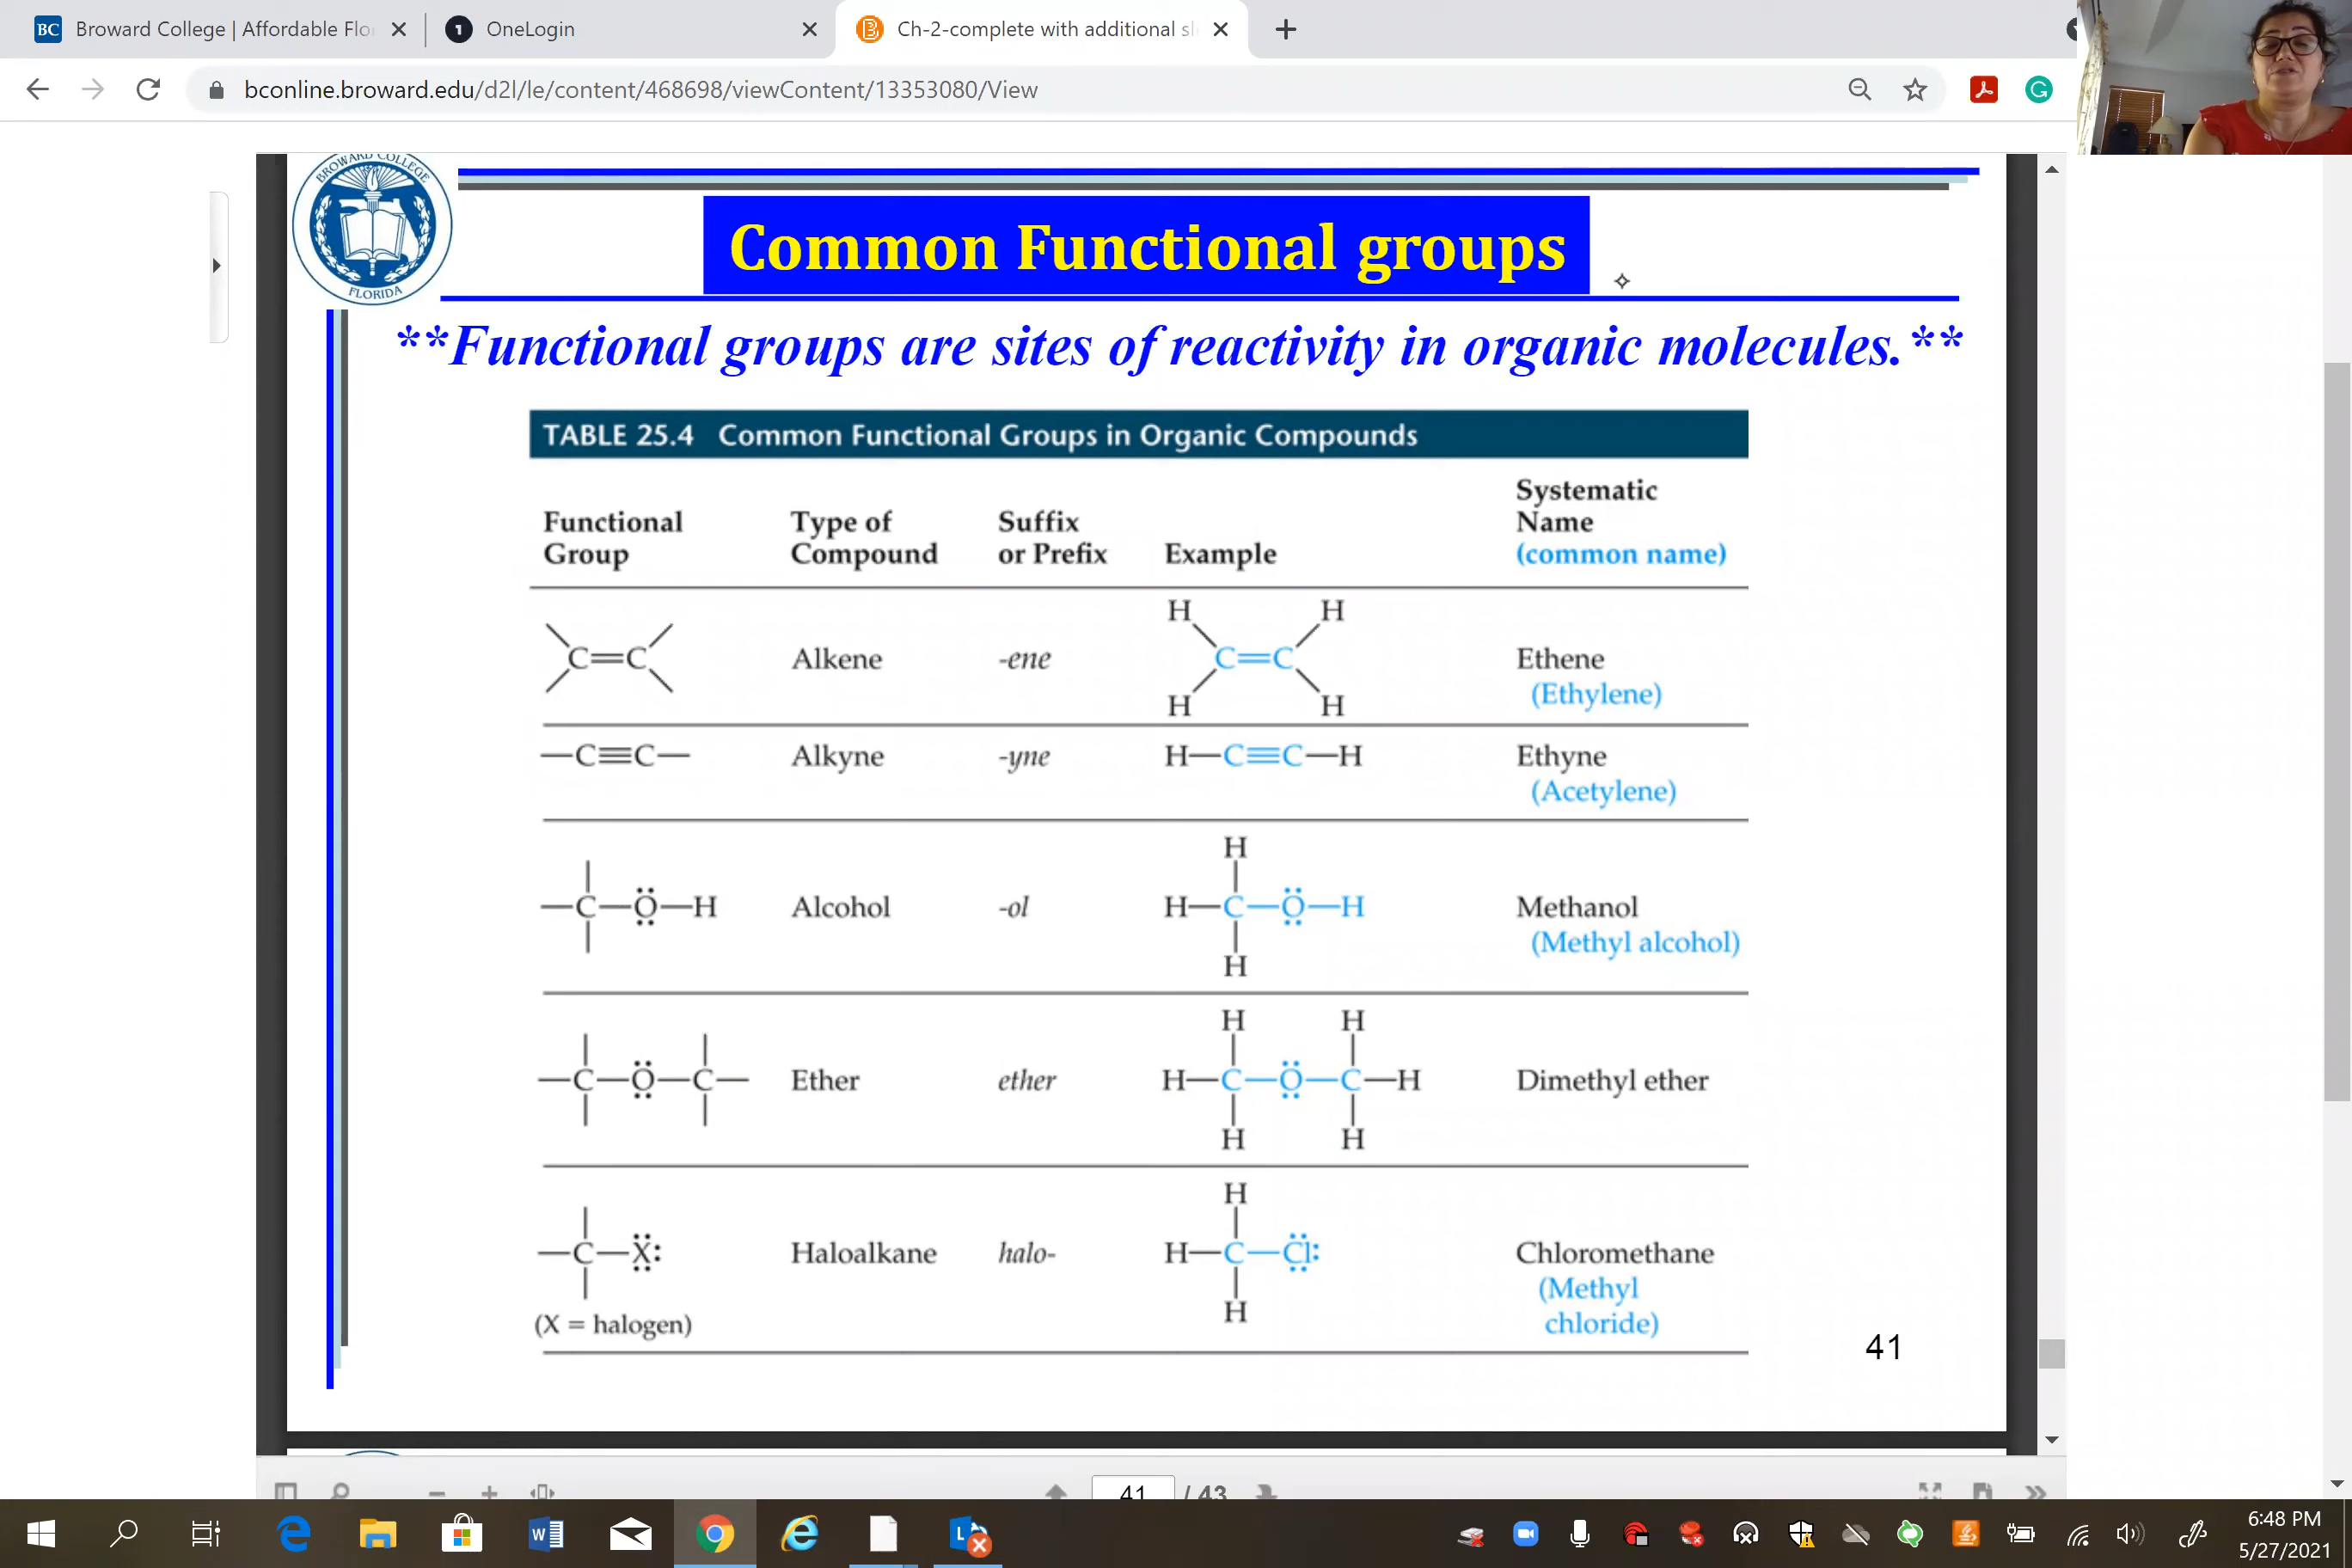 Broward College | Affordable Flo
OneLogin
Ch-2-complete with additional sl
bconline.broward.edu/d2l/le/content/468698/viewContent/13353080/View
BROWARD COLLEGE
FLORIDA
Common Functional groups
**Functional groups are sites of reactivity in organic molecules.**
TABLE 25.4 Common Functional Groups in Organic Compounds
Functional Group
Type of Compound
Suffix or Prefix
Example
Systematic Name (common name)
C=C
Alkene
-ene
H H
C=C
H H
Ethene
(Ethylene)
—C≡C—
Alkyne
-yne
H—C≡C—H
Ethyne
(Acetylene)
—C—Ö—H
Alcohol
-ol
H
H—C—Ö—H
H
Methanol
(Methyl alcohol)
—C—Ö—C—
Ether
ether
H H
H—C—Ö—C—H
H H
Dimethyl ether
—C—Ẍ:
(X = halogen)
Haloalkane
halo-
H
H—C—C̈l:
H
Chloromethane
(Methyl
chloride)
41
41 / 43
6:48 PM
5/27/2021